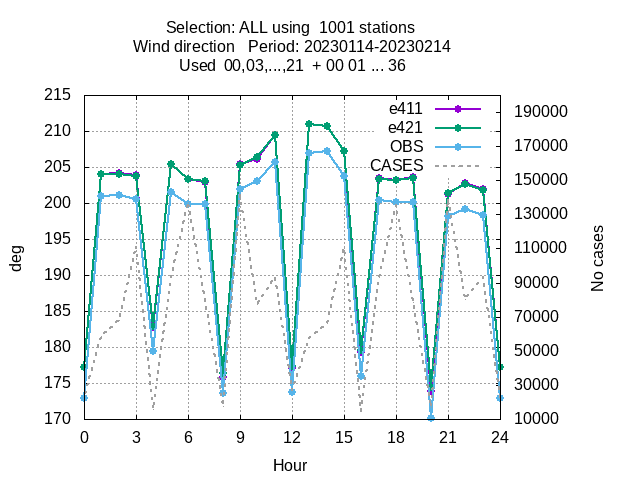 Selection: ALL using  1001 stations
Wind direction   Period: 20230114-20230214
Used  00,03,...,21  + 00 01 ... 36
e411
e421
OBS
CASES
215
210
205
200
195
190
185
180
175
170
190000
170000
150000
130000
110000
90000
70000
50000
30000
10000
deg
No cases
0 3 6 9 12 15 18 21 24
Hour